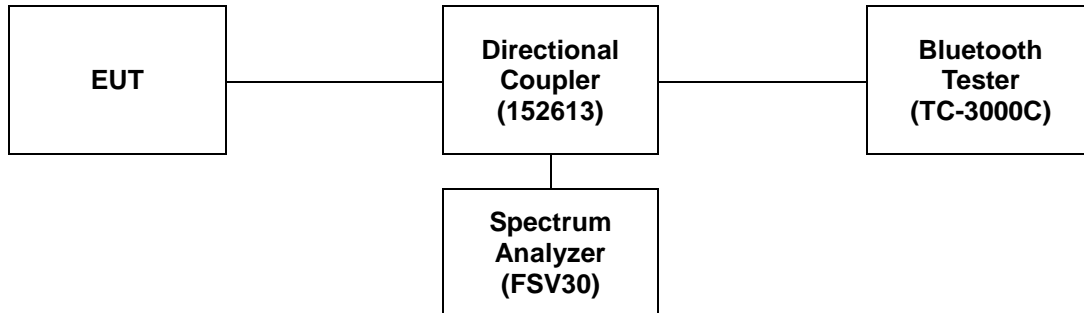 EUT
Directional
Coupler
(152613)
Bluetooth
Tester
(TC-3000C)
Spectrum
Analyzer
(FSV30)